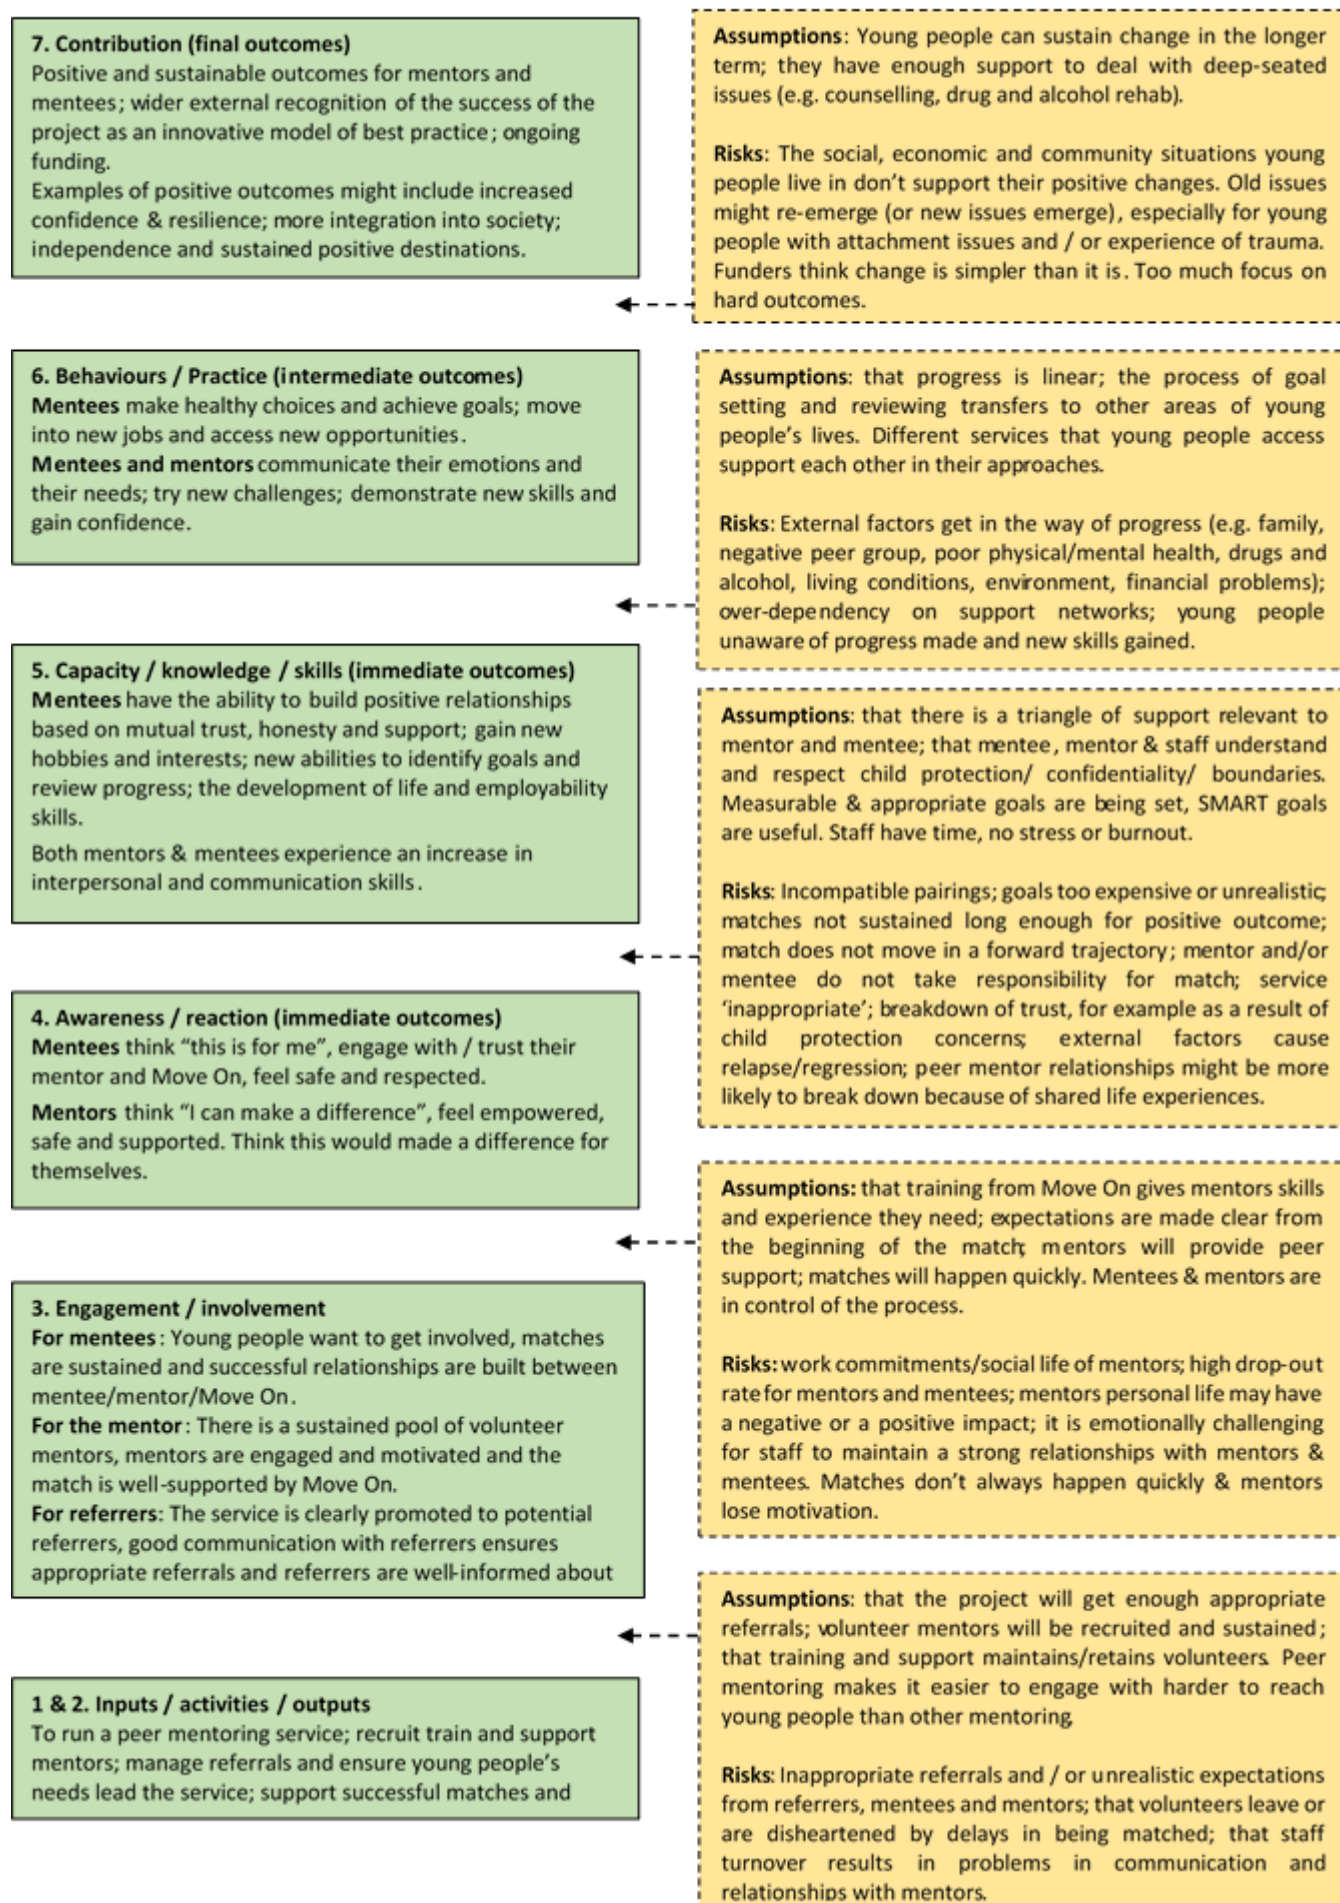 7. Contribution (final outcomes)
Positive and sustainable outcomes for mentors and
mentees; wider external recognition of the success of the
project as an innovative model of best practice; ongoing
funding.
Examples of positive outcomes might include increased
confidence & resilience; more integration into society;
independence and sustained positive destinations.
Assumptions: Young people can sustain change in the longer
term; they have enough support to deal with deep-seated
issues (e.g. counselling, drug and alcohol rehab).
Risks: The social, economic and community situations young
people live in don't support their positive changes. Old issues
might re-emerge (or new issues emerge), especially for young
people with attachment issues and / or experience of trauma.
Funders think change is simpler than it is. Too much focus on
hard outcomes.
6. Behaviours / Practice (intermediate outcomes)
Mentees make healthy choices and achieve goals; move
into new jobs and access new opportunities.
Mentees and mentors communicate their emotions and
their needs; try new challenges; demonstrate new skills and
gain confidence.
Assumptions: that progress is linear; the process of goal
setting and reviewing transfers to other areas of young
people's lives. Different services that young people access
support each other in their approaches.
Risks: External factors get in the way of progress (e.g. family,
negative peer group, poor physical/mental health, drugs and
alcohol, living conditions, environment, financial problems);
over-dependency on support networks; young people
unaware of progress made and new skills gained.
5. Capacity / knowledge / skills (immediate outcomes)
Mentees have the ability to build positive relationships
based on mutual trust, honesty and support; gain new
hobbies and interests; new abilities to identify goals and
review progress; the development of life and employability
skills.
Both mentors & mentees experience an increase in
interpersonal and communication skills.
Assumptions: that there is a triangle of support relevant to
mentor and mentee; that mentee, mentor & staff understand
and respect child protection/ confidentiality/ boundaries.
Measurable & appropriate goals are being set, SMART goals
are useful. Staff have time, no stress or burnout.
Risks: Incompatible pairings; goals too expensive or unrealistic;
matches not sustained long enough for positive outcome;
match does not move in a forward trajectory; mentor and/or
mentee do not take responsibility for match; service
'inappropriate'; breakdown of trust, for example as a result of
child protection concerns; external factors cause
relapse/regression; peer mentor relationships might be more
likely to break down because of shared life experiences.
4. Awareness / reaction (immediate outcomes)
Mentees think "this is for me", engage with / trust their
mentor and Move On, feel safe and respected.
Mentors think "I can make a difference", feel empowered,
safe and supported. Think this would made a difference for
themselves.
Assumptions: that training from Move On gives mentors skills
and experience they need; expectations are made clear from
the beginning of the match; mentors will provide peer
support; matches will happen quickly. Mentees & mentors are
in control of the process.
Risks: work commitments/social life of mentors; high drop-out
rate for mentors and mentees; mentors personal life may have
a negative or a positive impact; it is emotionally challenging
for staff to maintain a strong relationships with mentors &
mentees. Matches don't always happen quickly & mentors
lose motivation.
3. Engagement / involvement
For mentees: Young people want to get involved, matches
are sustained and successful relationships are built between
mentee/mentor/Move On.
For the mentor: There is a sustained pool of volunteer
mentors, mentors are engaged and motivated and the
match is well-supported by Move On.
For referrers: The service is clearly promoted to potential
referrers, good communication with referrers ensures
appropriate referrals and referrers are well-informed about
Assumptions: that the project will get enough appropriate
referrals; volunteer mentors will be recruited and sustained;
that training and support maintains/retains volunteers. Peer
mentoring makes it easier to engage with harder to reach
young people than other mentoring.
Risks: Inappropriate referrals and / or unrealistic expectations
from referrers, mentees and mentors; that volunteers leave or
are disheartened by delays in being matched; that staff
turnover results in problems in communication and
relationships with mentors.
1 & 2. Inputs / activities / outputs
To run a peer mentoring service; recruit train and support
mentors; manage referrals and ensure young people's
needs lead the service; support successful matches and